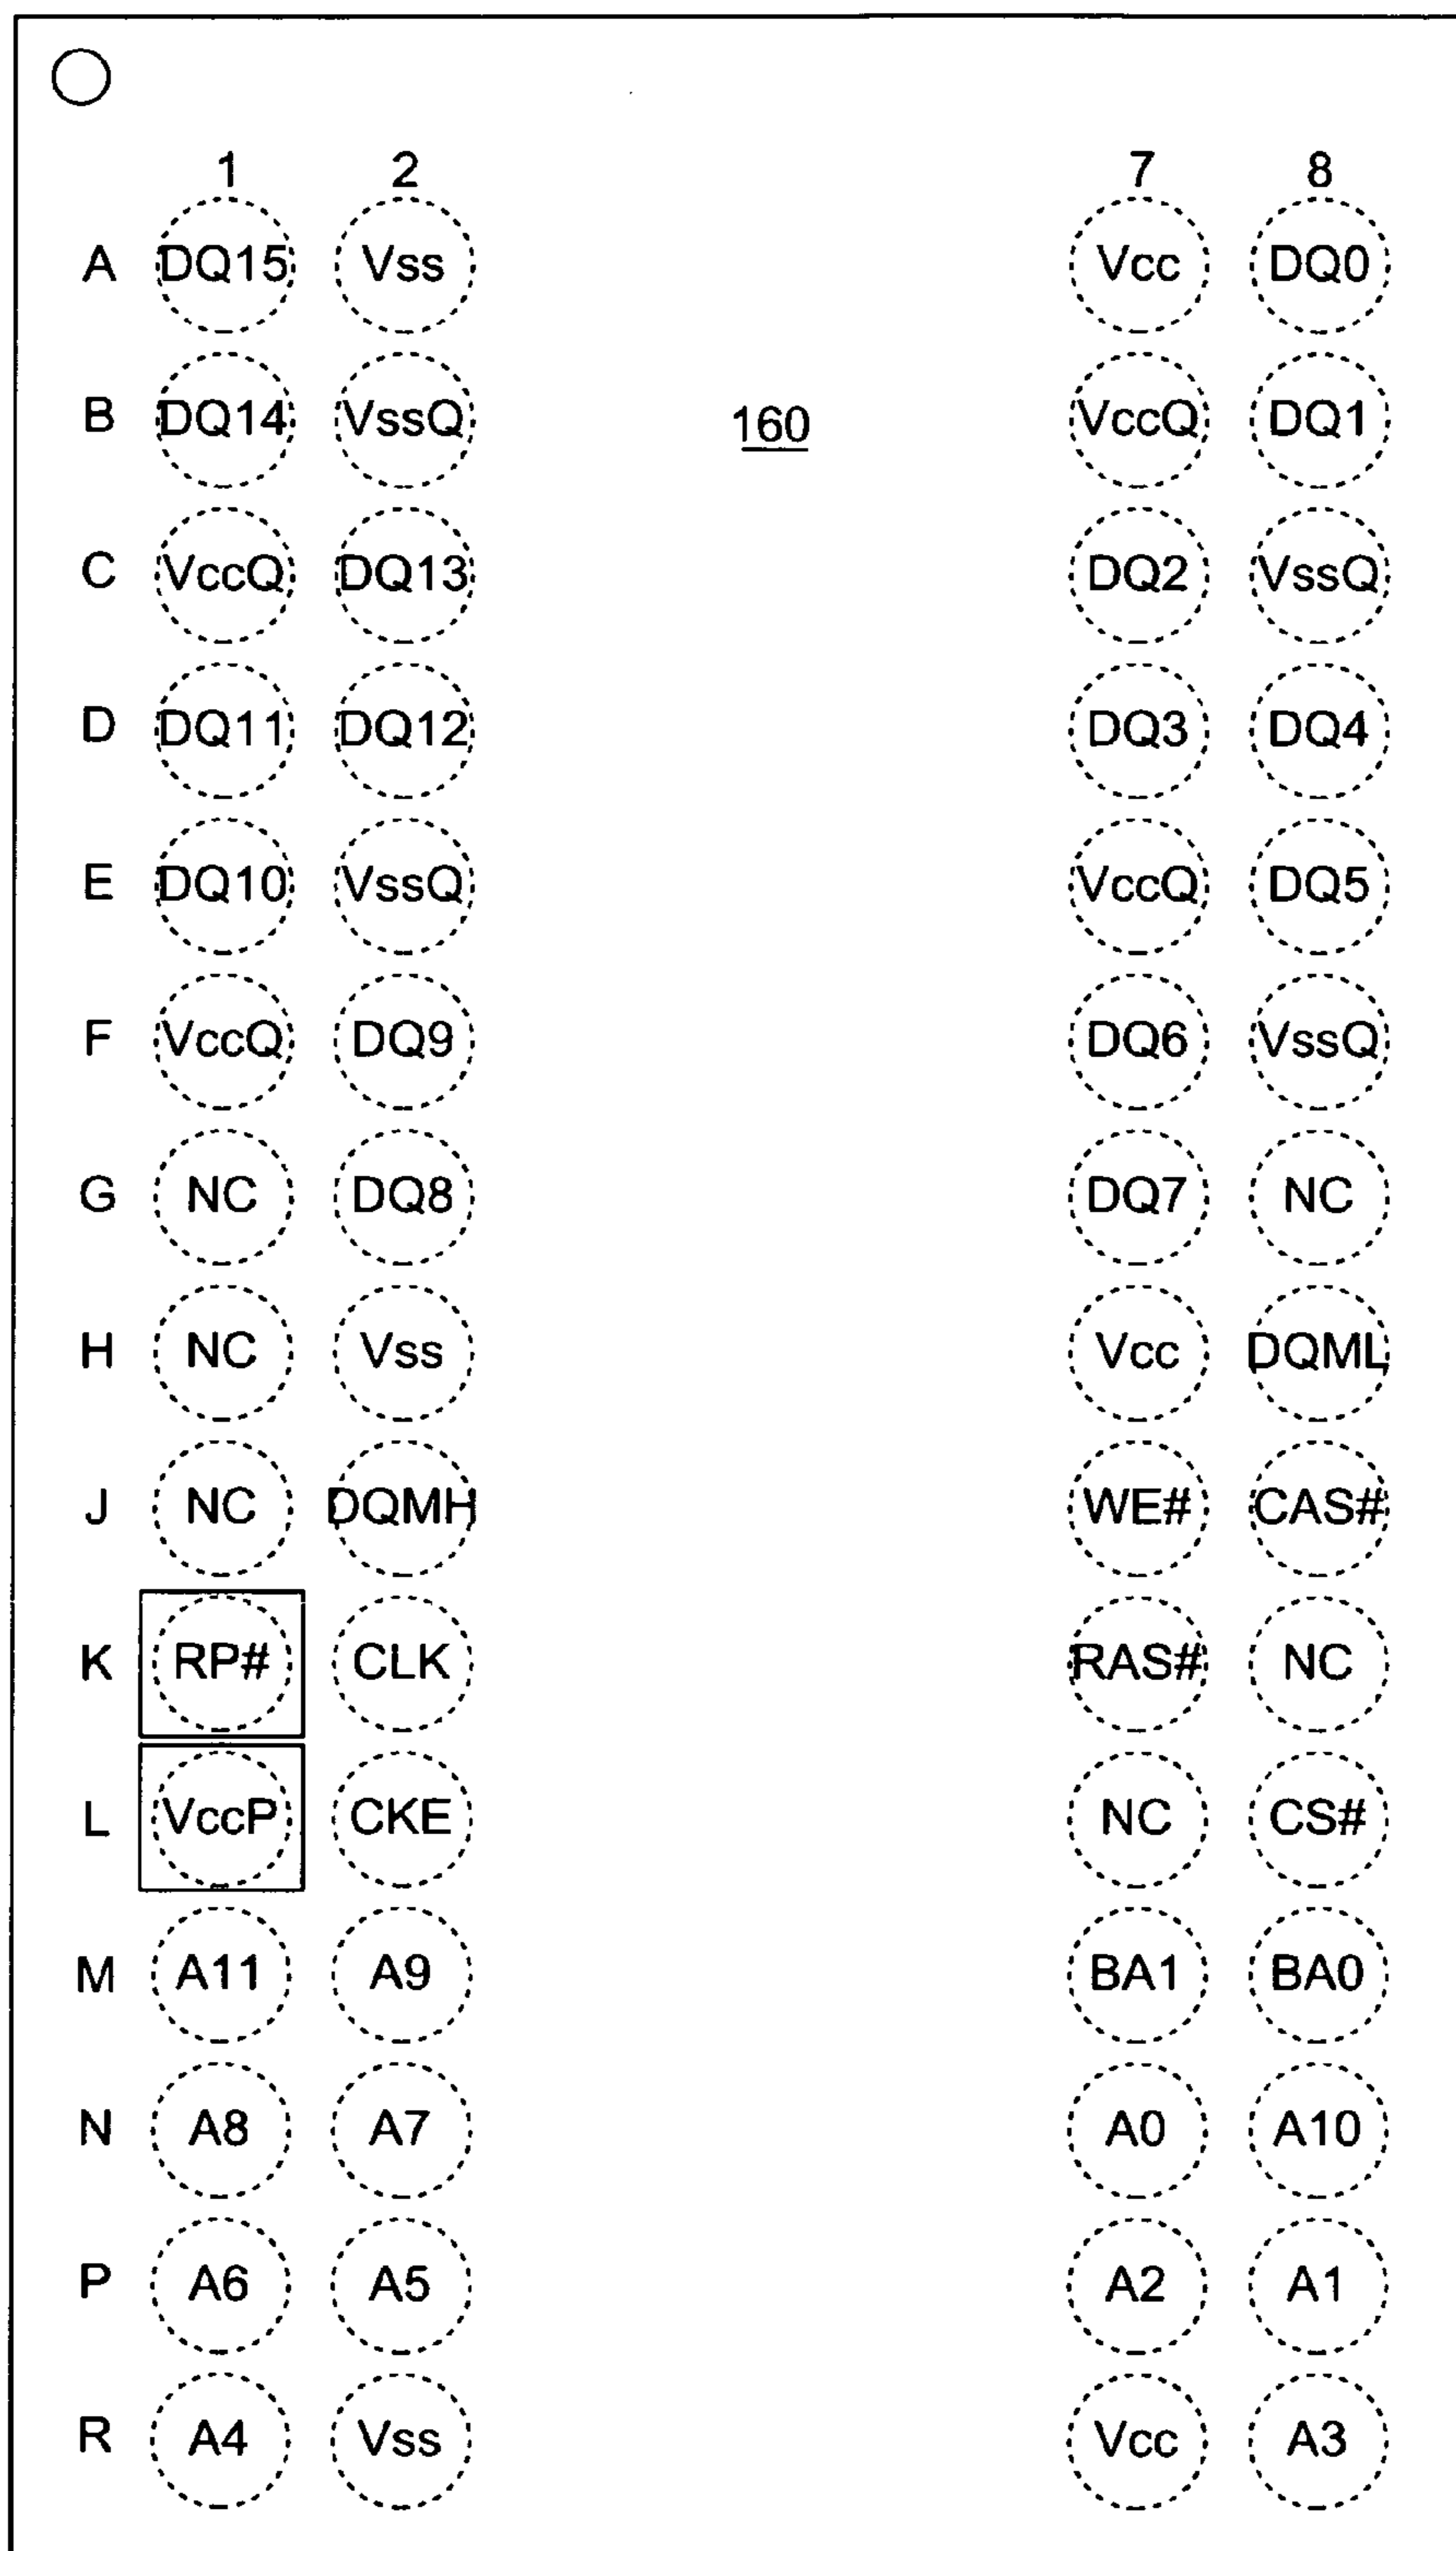 1 2 7 8
A DQ15 Vss Vcc DQ0
B DQ14 VssQ 160 VccQ DQ1
C VccQ DQ13 DQ2 VssQ
D DQ11 DQ12 DQ3 DQ4
E DQ10 VssQ VccQ DQ5
F VccQ DQ9 DQ6 VssQ
G NC DQ8 DQ7 NC
H NC Vss Vcc DQML
J NC DQMH WE# CAS#
K RP# CLK RAS# NC
L VccP CKE NC CS#
M A11 A9 BA1 BA0
N A8 A7 A0 A10
P A6 A5 A2 A1
R A4 Vss Vcc A3